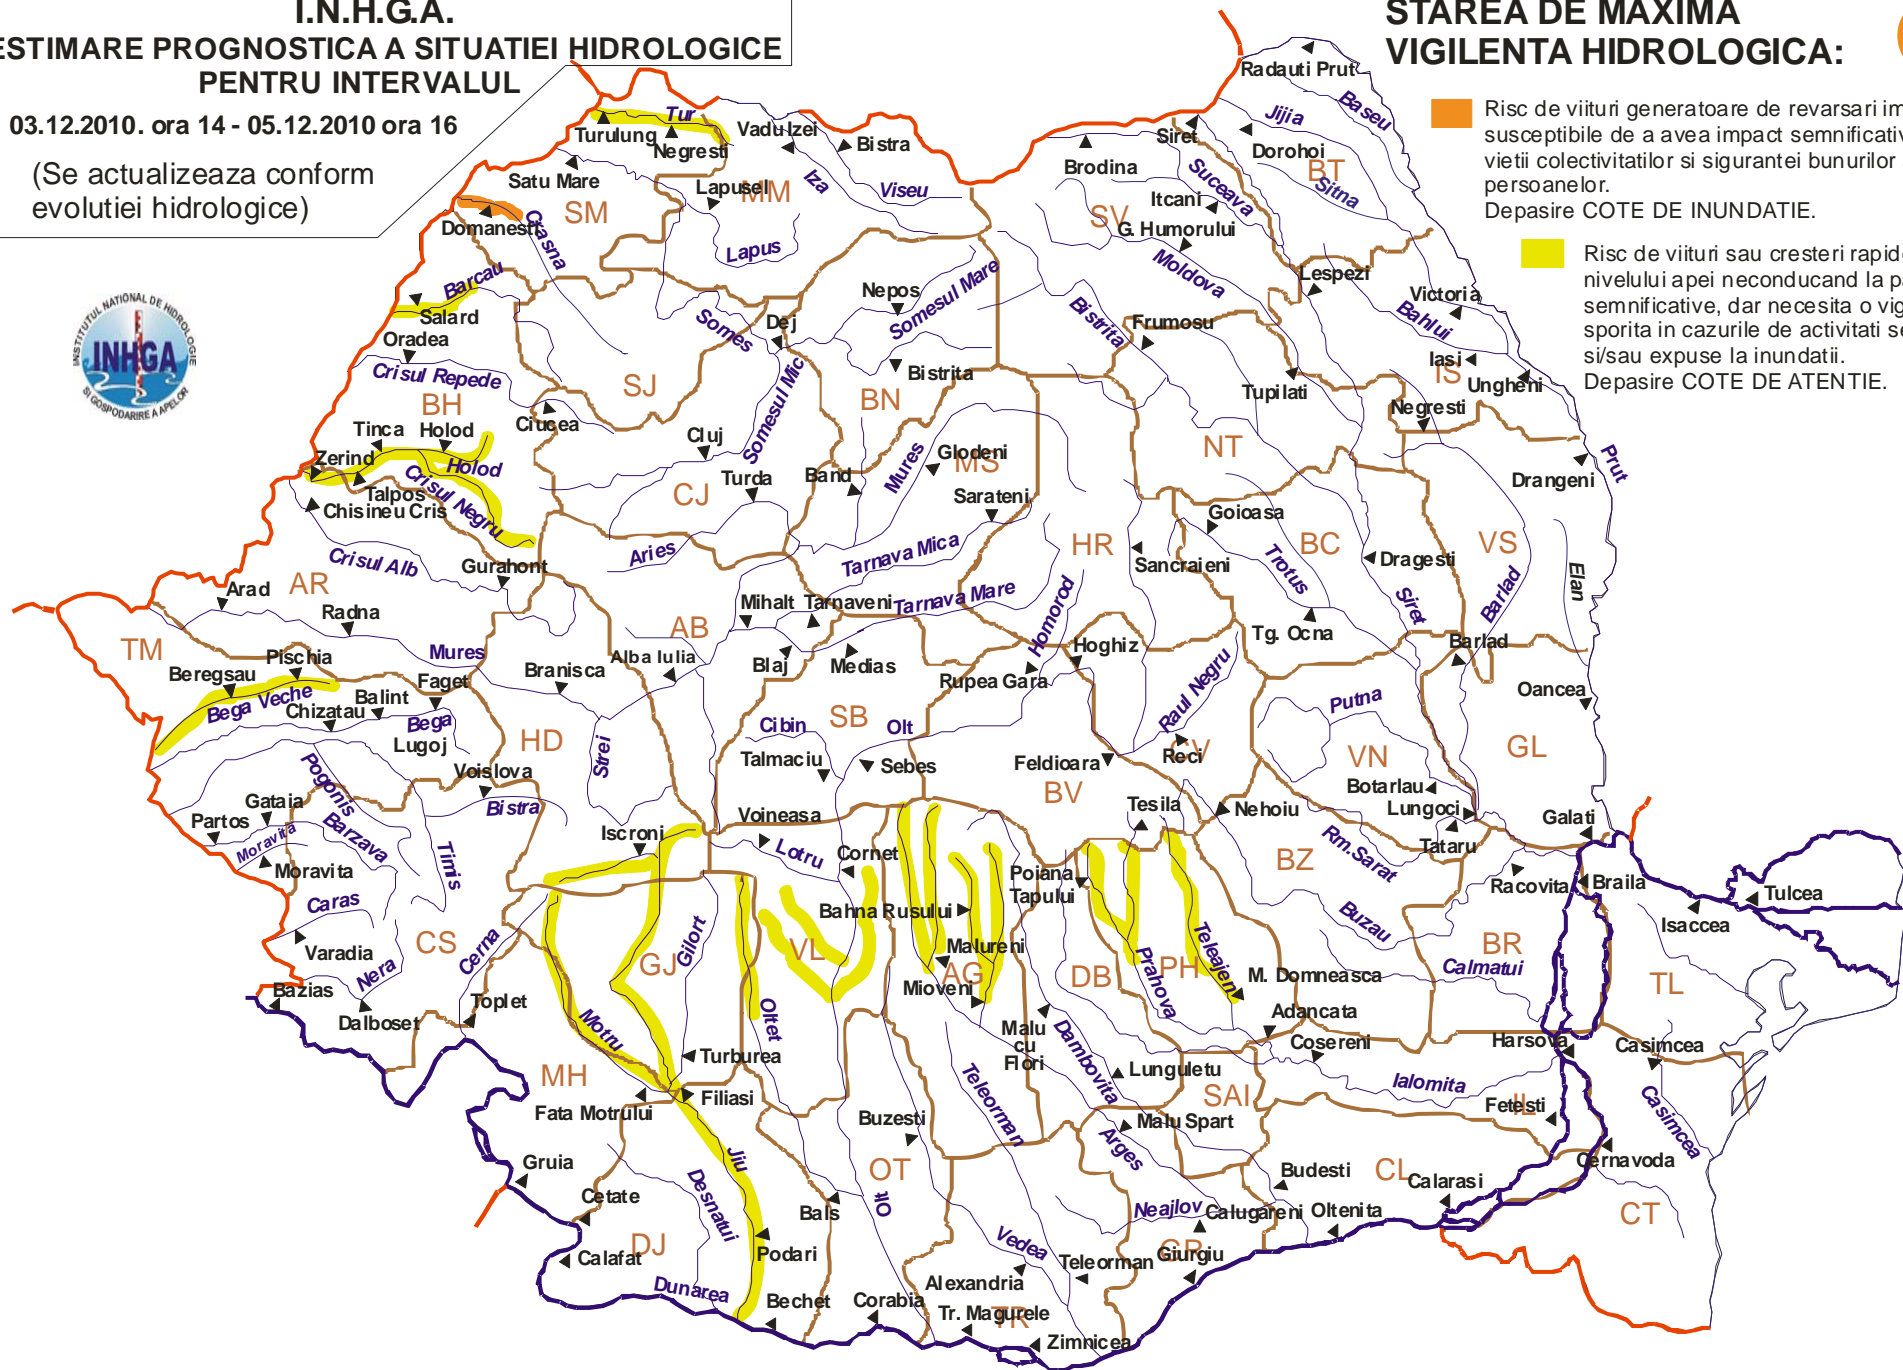 I.N.H.G.A.
ESTIMARE PROGNOSTICA A SITUATIEI HIDROLOGICE
PENTRU INTERVALUL
03.12.2010. ora 14 - 05.12.2010 ora 16
(Se actualizeaza conform
evolutiei hidrologice)
INSTITUTUL NATIONAL DE HIDROLOGIE
INHGA
SI GOSPODARIRE A APELOR
STAREA DE MAXIMA
VIGILENTA HIDROLOGICA:
Risc de viituri generatoare de revarsari
susceptibile de a avea impact
vietii colectivitatilor si sigurantei bunurilor
persoanelor.
Depasire COTE DE INUNDATIE.
Risc de viituri sau cresteri
nivelului apei neconducand la
semnificative, dar necesita o
sporita in cazurile de activitati
si/sau expuse la inundatii.
Depasire COTE DE ATENTIE.
Radauti Prut
Baseu
Jijia
Siret
Dorohoi
BT
Sitna
Tur
Turulung
Negresti
Vadu Izei
Bistra
Brodina
Suceava
Satu Mare
SM
Lapusel
MM
Iza
Viseu
Itcani
SV
G. Humorului
Domanesti
Crasna
Lapus
Moldova
Lespezi
Barcau
Salard
Nepos
Somesul Mare
Victoria
Bahlui
Oradea
Somes
Dej
Bistrita
Frumosu
Iasi
IS
Ungheni
Crisul Repede
BH
SJ
Somesul Mic
Bistrita
BN
Tupilati
Negresti
Ciucea
Tinca
Holod
Cluj
NT
Prut
Zerind
Holod
Talpos
Crisul Negru
Chisineu Cris
CJ
Turda
Band
Mures
Glodeni
MS
Sarateni
Drangeni
Goioasa
Crisul Alb
Gurahont
Aries
Tarnava Mica
HR
Sancraieni
BC
Trotus
Dragesti
VS
Elan
AR
Arad
Radna
Mihalt
Tarnaveni
Tarnava Mare
Homorod
Siret
Barlad
Tg. Ocna
TM
Mures
AB
Hoghiz
Barlad
Beregsau
Pischia
Faget
Branisca
Alba Iulia
Blaj
Medias
Rupea Gara
Raul Negru
Oancea
Bega Veche
Chizatau
Balint
Bega
Lugoj
HD
Strei
Cibin
SB
Olt
Putna
GL
Talmaciu
Sebes
Feldioara
CV
Reci
VN
Pogonis
Voislova
BV
Botarlau
Lungoci
Gataia
Partos
Bistra
Voineasa
Tesila
Nehoiu
Galati
Moravita
Barzava
Iscroni
Lotru
Cornet
Rm.Sarat
Tataru
Moravita
Timis
Poiana
Tapului
BZ
Racovita
Braila
Tulcea
Caras
Bahna Rusului
Buzau
Isaccea
Varadia
CS
Cerna
GJ
Gilort
VL
Malureni
AG
DB
Prahova
PH
Teleajen
BR
Calmatui
TL
Nera
Bazias
Dalboset
Toplet
Motru
Oltet
Mioveni
M. Domneasca
Malu
cu
Flori
Dambovita
Adancata
Cosereni
Harsova
Casimcea
Turburea
Lunguletu
MH
Fata Motrului
Filiasi
Teleorman
SAI
Ialomita
IL
Fetesti
Casimcea
Buzesti
Malu Spart
Arges
Gruia
Jiu
OT
Budesti
CL
Calarasi
Cernavoda
Cetate
Desnatui
Bals
Olt
Neajlov
Calugareni
Oltenita
CT
Calafat
DJ
Podari
Vedea
Teleorman
Giurgiu
GR
Dunarea
Bechet
Corabia
Alexandria
Tr. Magurele
TR
Zimnicea